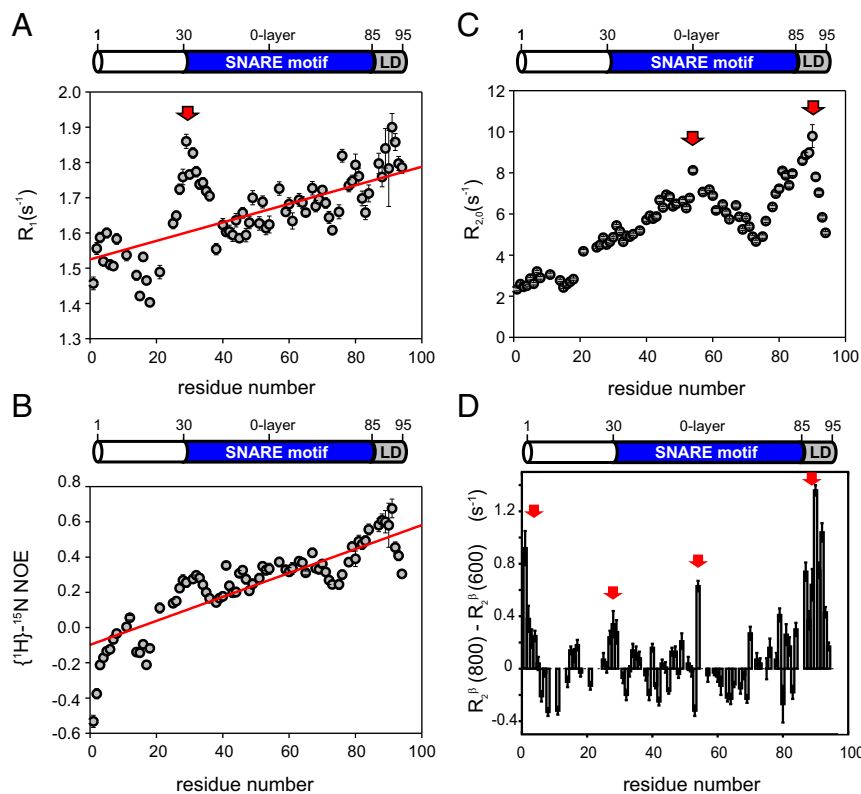 A
1 30 0-layer 85 95
SNARE motif LD
R1(s-1)
2.0
1.9
1.8
1.7
1.6
1.5
1.4
1.3
0 20 40 60 80 100
residue number
B
1 30 0-layer 85 95
SNARE motif LD
{1H}-15N NOE
0.8
0.6
0.4
0.2
0.0
-0.2
-0.4
-0.6
0 20 40 60 80 100
residue number
C
1 30 0-layer 85 95
SNARE motif LD
R2,0(s-1)
12
10
8
6
4
2
0
0 20 40 60 80 100
residue number
D
1 30 0-layer 85 95
SNARE motif LD
R2β(800) - R2β(600) (s-1)
1.2
0.8
0.4
0
-0.4
0 20 40 60 80 100
residue number